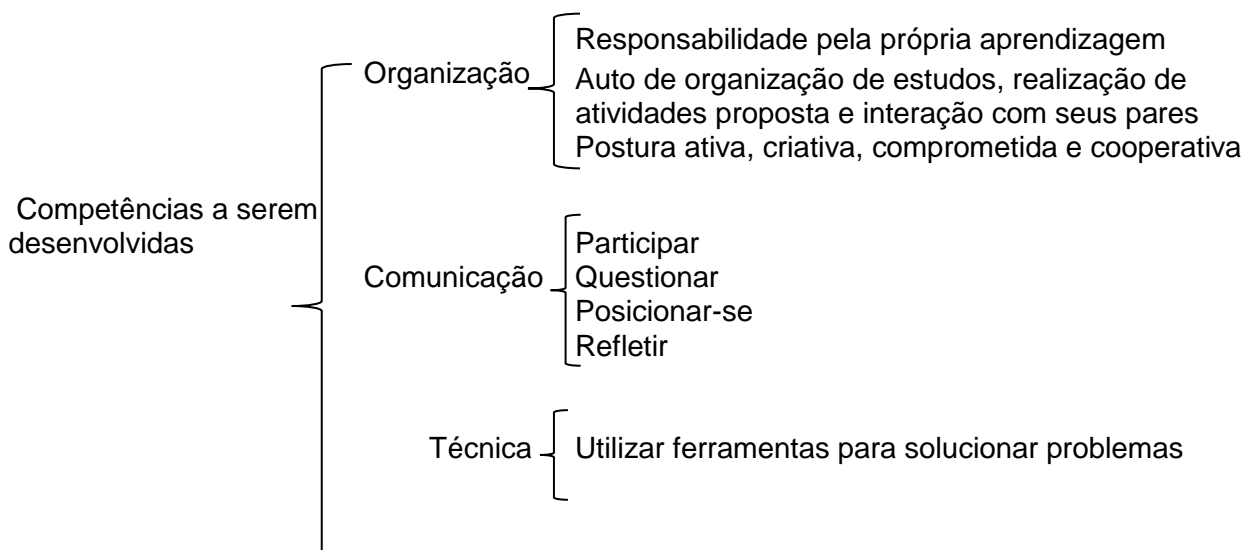 Competências a serem
desenvolvidas
Organização
Responsabilidade pela própria aprendizagem
Auto de organização de estudos, realização de
atividades proposta e interação com seus pares
Postura ativa, criativa, comprometida e cooperativa
Comunicação
Participar
Questionar
Posicionar-se
Refletir
Técnica
Utilizar ferramentas para solucionar problemas